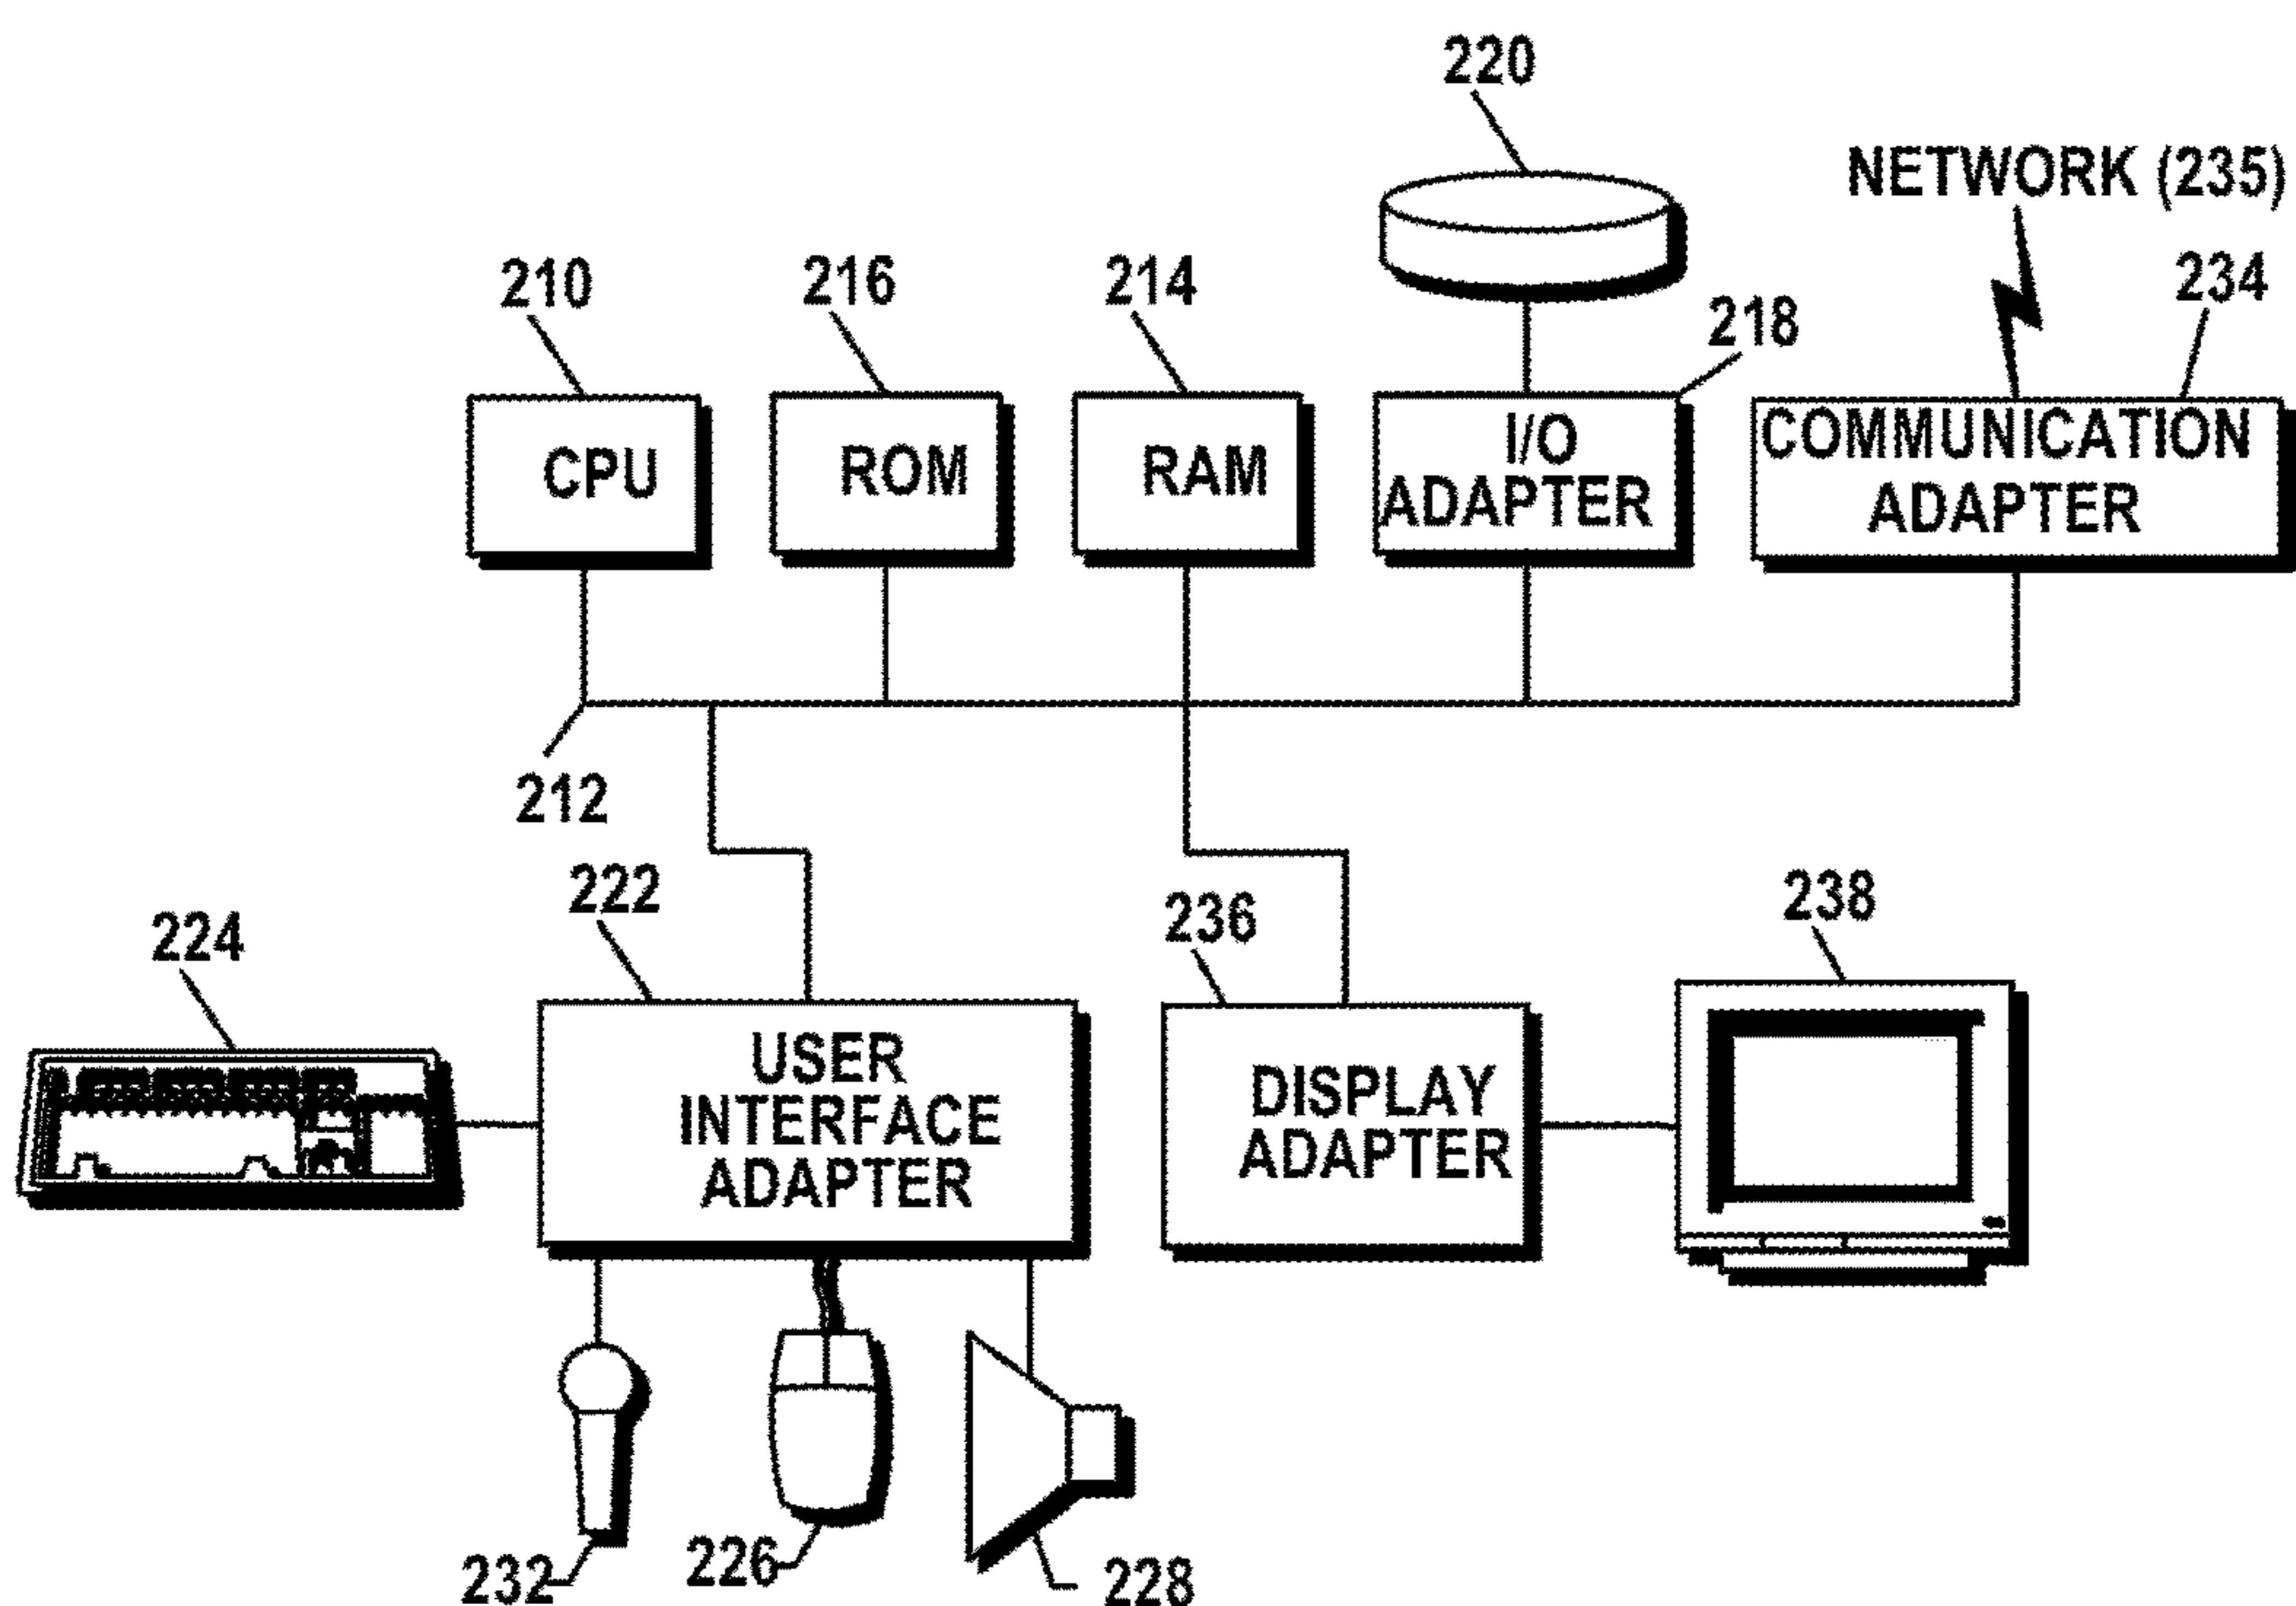 220
NETWORK (235)
210
216
214
218
234
CPU
ROM
RAM
I/O
ADAPTER
COMMUNICATION
ADAPTER
212
222
224
236
238
USER
INTERFACE
ADAPTER
DISPLAY
ADAPTER
232
226
228